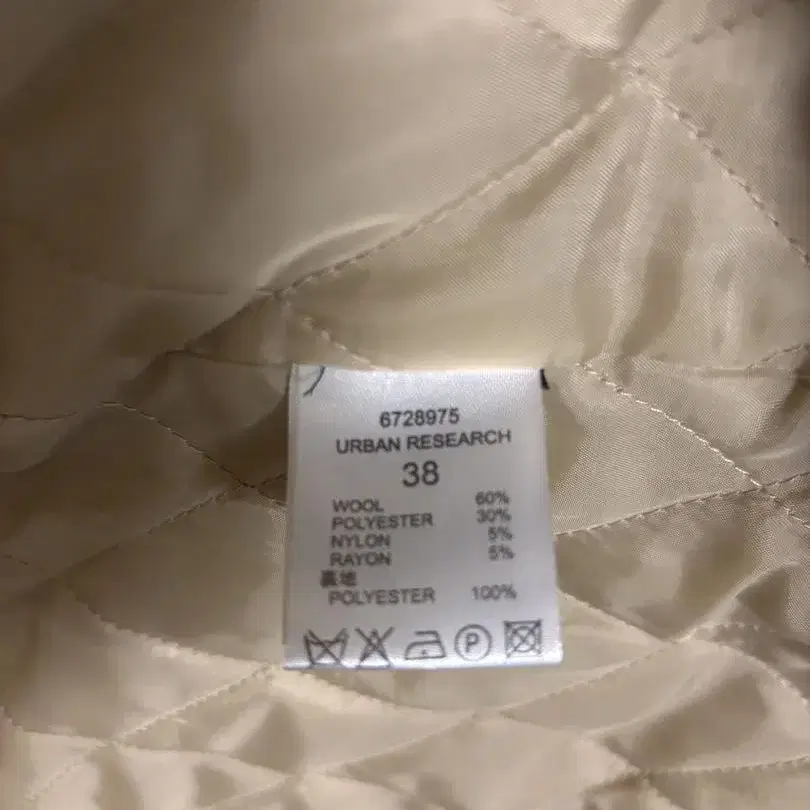 6728975
URBAN RESEARCH
38
WOOL 60%
POLYESTER 30%
NYLON 5%
RAYON 5%
裏地
POLYESTER 100%
P